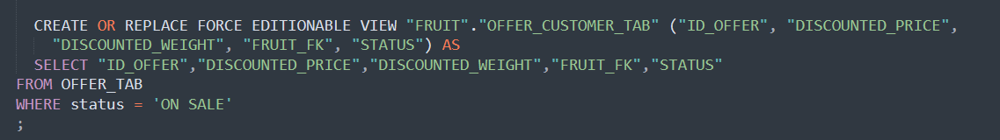 CREATE OR REPLACE FORCE EDITIONABLE VIEW "FRUIT"."OFFER_CUSTOMER_TAB" ("ID_OFFER", "DISCOUNTED_PRICE",
"DISCOUNTED_WEIGHT", "FRUIT_FK", "STATUS") AS
SELECT "ID_OFFER","DISCOUNTED_PRICE","DISCOUNTED_WEIGHT","FRUIT_FK","STATUS"
FROM OFFER_TAB
WHERE status = 'ON SALE'
;